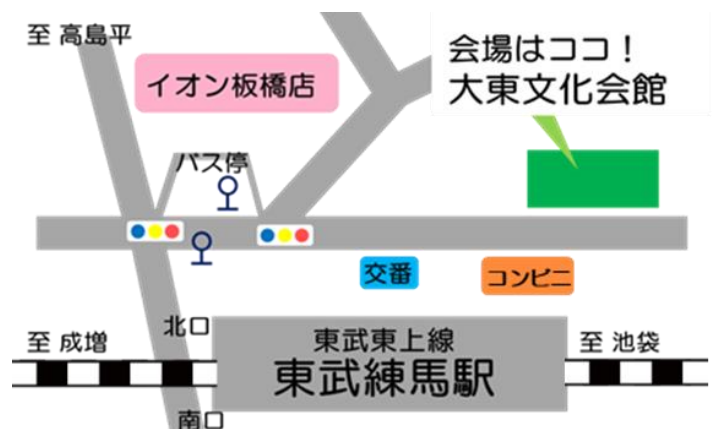 至 高島平
会場はココ！
大東文化会館
イオン板橋店
バス停
交番
コンビニ
北口
東武東上線
至 成増
至 池袋
東武練馬駅
南口